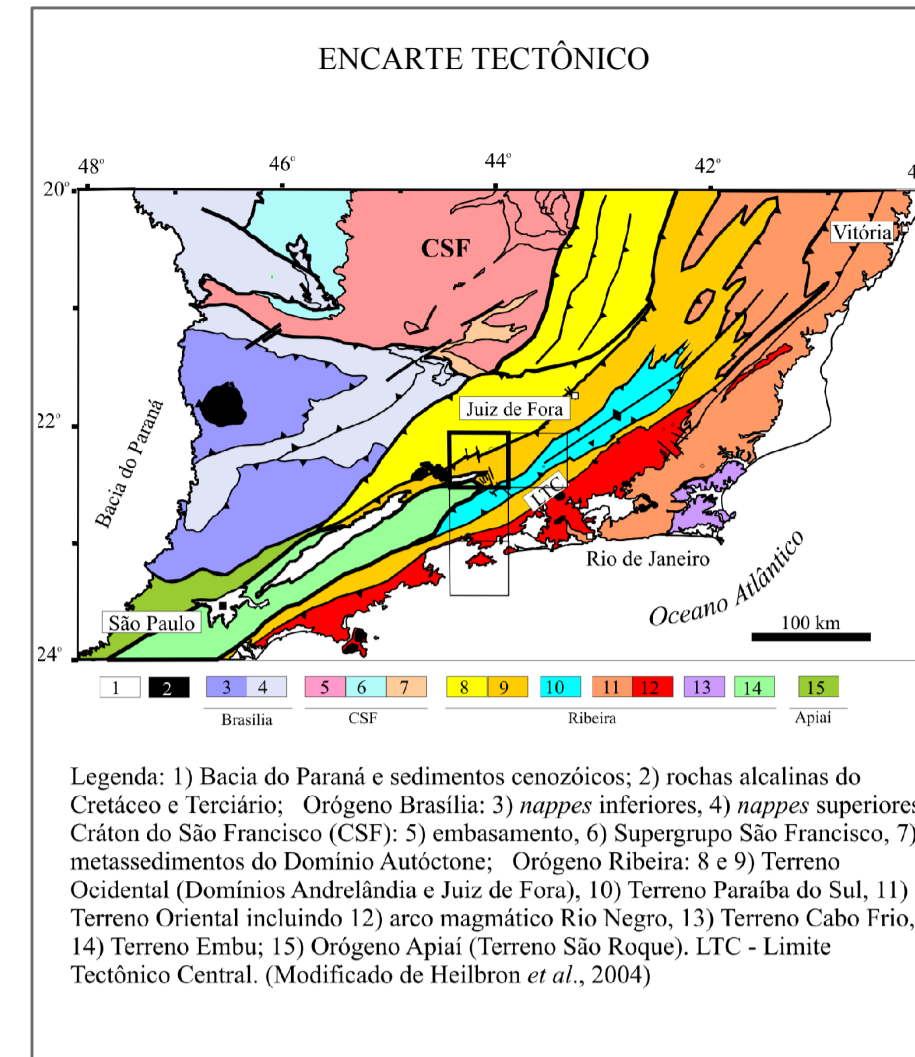 ENCARTE TECTÔNICO
48° 46° 44° 42° 4
20°
Vitória
CSF
Juiz de Fora
22°
Bacia do Paraná
LTC
Rio de Janeiro
Oceano Atlântico
São Paulo
100 km
24°
1 2 3 4 5 6 7 8 9 10 11 12 13 14 15
Brasília CSF Ribeira Apiaí
Legenda: 1) Bacia do Paraná e sedimentos cenozóicos; 2) rochas alcalinas do
Cretáceo e Terciário; Orógeno Brasília: 3) nappes inferiores, 4) nappes superiores
Cráton do São Francisco (CSF): 5) embasamento, 6) Supergrupo São Francisco, 7)
metassedimentos do Domínio Autóctone; Orógeno Ribeira: 8 e 9) Terreno
Ocidental (Domínios Andrelândia e Juiz de Fora), 10) Terreno Paraíba do Sul, 11)
Terreno Oriental incluindo 12) arco magmático Rio Negro, 13) Terreno Cabo Frio,
14) Terreno Embu; 15) Orógeno Apiaí (Terreno São Roque). LTC - Limite
Tectônico Central. (Modificado de Heilbron et al., 2004)